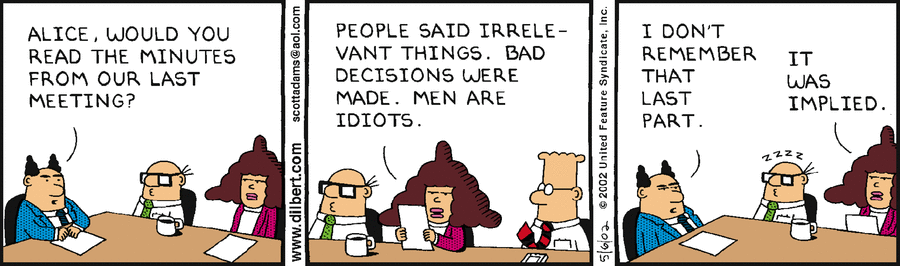 ALICE, WOULD YOU
READ THE MINUTES
FROM OUR LAST
MEETING?
www.dilbert.com
scottadams@aol.com
PEOPLE SAID IRRELE-
VANT THINGS. BAD
DECISIONS WERE
MADE. MEN ARE
IDIOTS.
5/6/02
© 2002 United Feature Syndicate, Inc.
I DON'T
REMEMBER
THAT
LAST
PART.
ZZZZ
IT
WAS
IMPLIED.